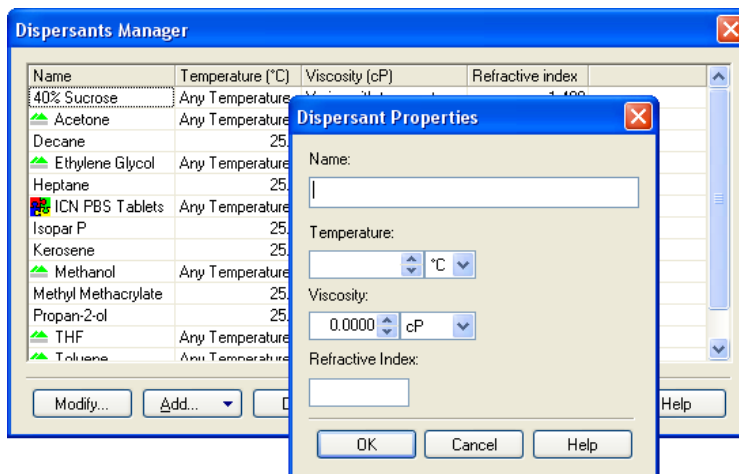 Dispersants Manager
Name Temperature (°C) Viscosity (cP) Refractive index
40% Sucrose Any Temperature
Acetone Any Temperature
Decane 25.
Ethylene Glycol Any Temperature
Heptane 25.
ICN PBS Tablets Any Temperature
Isopar P 25.
Kerosene 25.
Methanol Any Temperature
Methyl Methacrylate 25.
Propan-2-ol 25.
THF Any Temperature
Toluene Any Temperature
Modify... Add... D Help
Dispersant Properties
Name:
Temperature:
°C
Viscosity:
0.0000 cP
Refractive Index:
OK Cancel Help